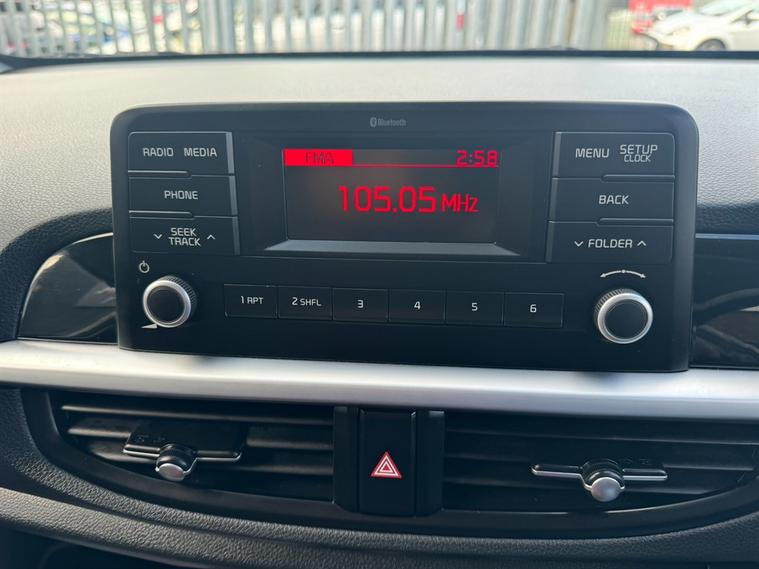 Bluetooth
RADIO MEDIA
FMA 2:58
MENU SETUP
CLOCK
PHONE
105.05 MHz
BACK
SEEK
TRACK
FOLDER
1 RPT
2 SHFL
3
4
5
6